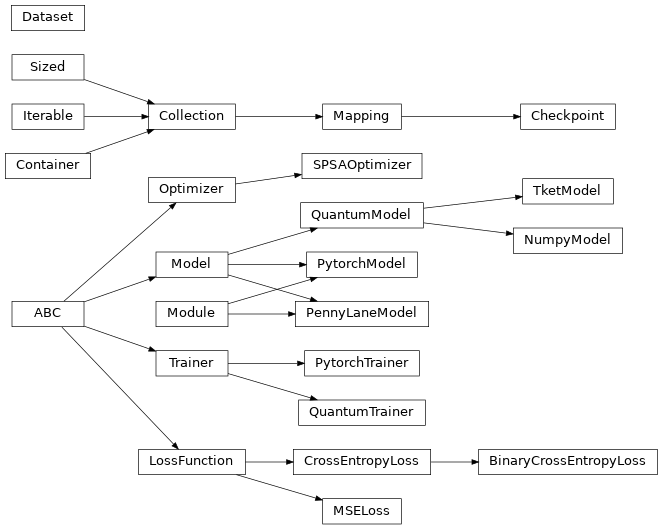 Dataset
Sized
Iterable
Collection
Mapping
Checkpoint
Container
SPSAOptimizer
Optimizer
TketModel
QuantumModel
NumpyModel
Model
PytorchModel
ABC
Module
PennyLaneModel
Trainer
PytorchTrainer
QuantumTrainer
LossFunction
CrossEntropyLoss
BinaryCrossEntropyLoss
MSELoss